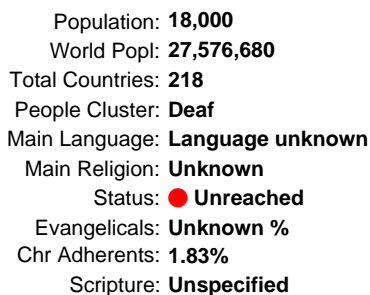 Population: 18,000
World Popl: 27,576,680
Total Countries: 218
People Cluster: Deaf
Main Language: Language unknown
Main Religion: Unknown
Status: Unreached
Evangelicals: Unknown %
Chr Adherents: 1.83%
Scripture: Unspecified